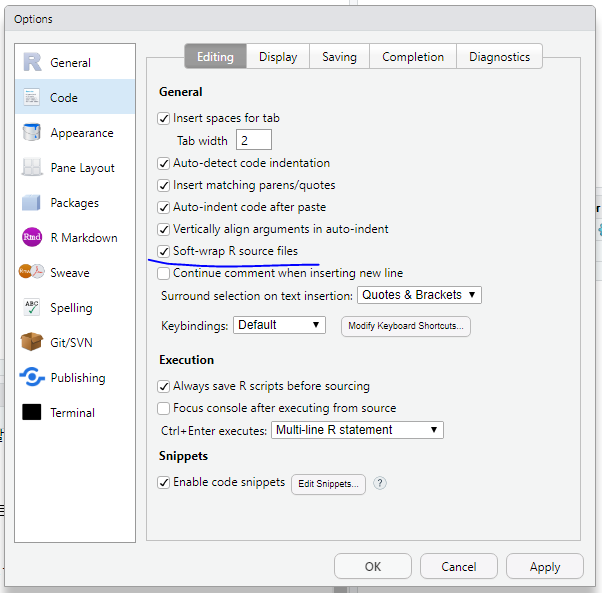 Options
General
Code
Appearance
Pane Layout
Packages
Rmd R Markdown
Sweave
ABC Spelling
Git/SVN
Publishing
Terminal
Editing Display Saving Completion Diagnostics
General
Insert spaces for tab
Tab width 2
Auto-detect code indentation
Insert matching parens/quotes
Auto-indent code after paste
Vertically align arguments in auto-indent
Soft-wrap R source files
Continue comment when inserting new line
Surround selection on text insertion: Quotes & Brackets
Keybindings: Default Modify Keyboard Shortcuts...
Execution
Always save R scripts before sourcing
Focus console after executing from source
Ctrl+Enter executes: Multi-line R statement
Snippets
Enable code snippets Edit Snippets... ?
OK Cancel Apply